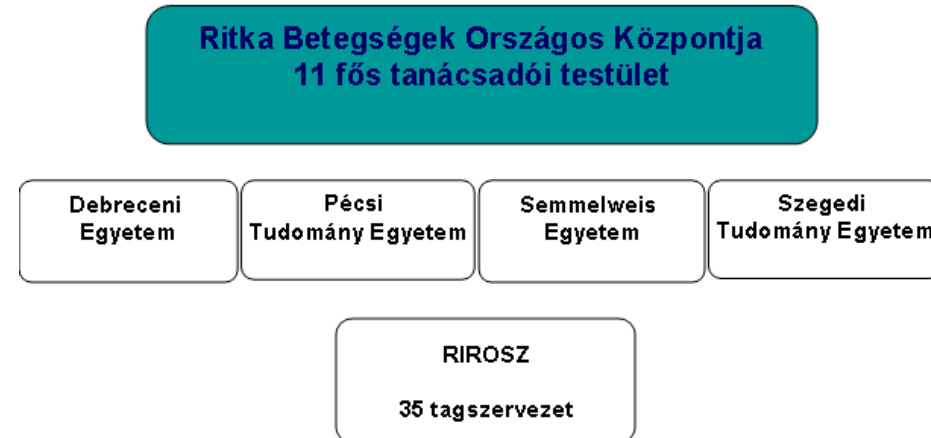 Ritka Betegségek Országos Központja
11 fős tanácsadói testület
Debreceni
Egyetem
Pécsi
Tudomány Egyetem
Semmelweis
Egyetem
Szegedi
Tudomány Egyetem
RIROSZ
35 tagszervezet